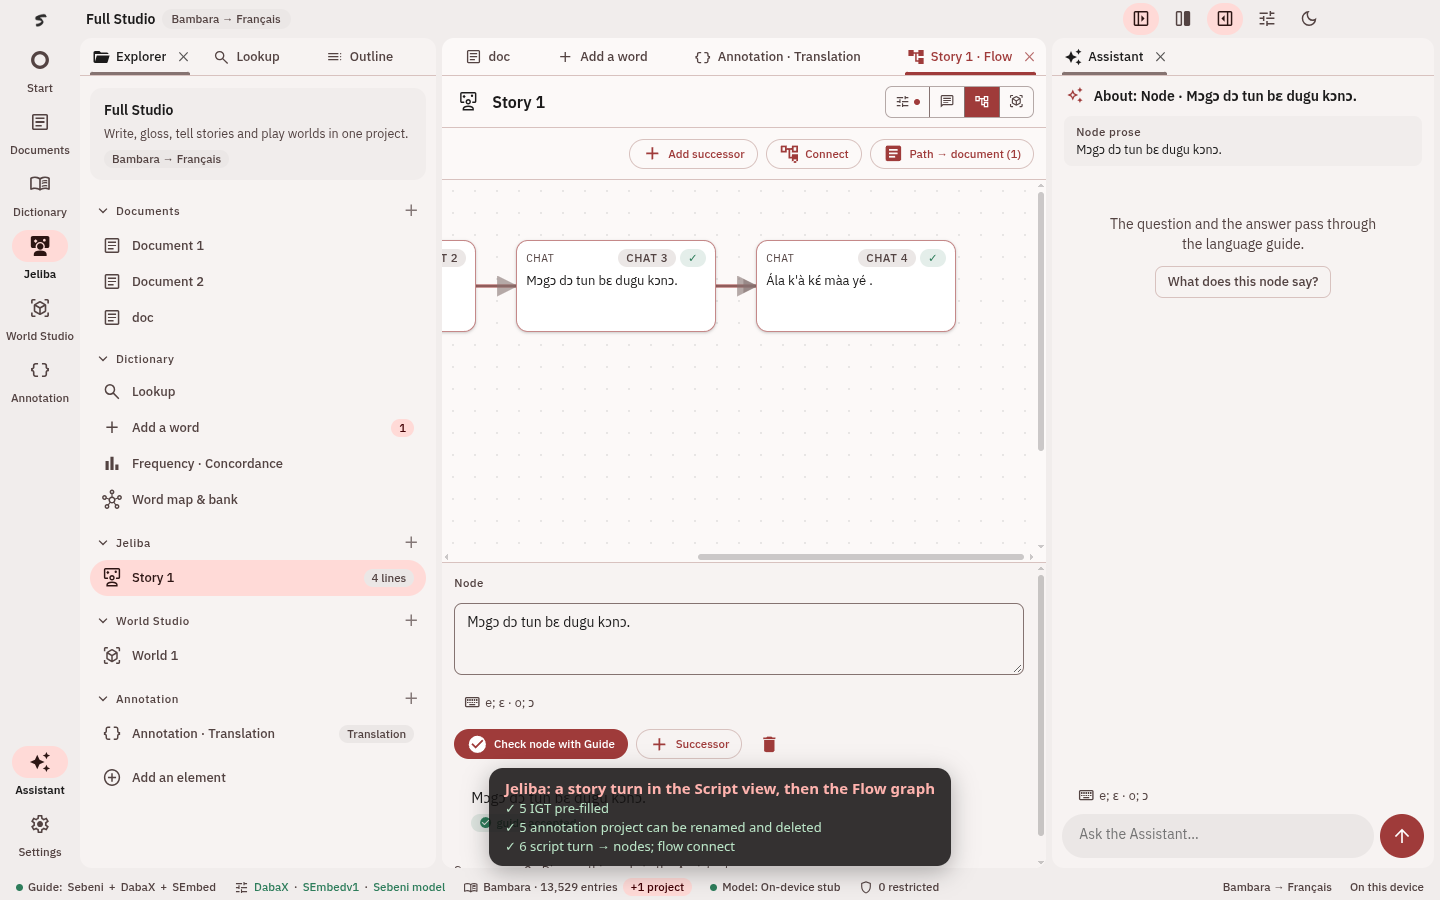 Full Studio
Bambara → Français
Start
Documents
Dictionary
Jeliba
World Studio
Annotation
Assistant
Settings
Explorer
Lookup
Outline
Full Studio
Write, gloss, tell stories and play worlds in one project.
Bambara → Français
Documents
Document 1
Document 2
doc
Dictionary
Lookup
Add a word
1
Frequency · Concordance
Word map & bank
Jeliba
Story 1
4 lines
World Studio
World 1
Annotation
Annotation · Translation
Translation
Add an element
doc
Add a word
Annotation · Translation
Story 1 · Flow
Story 1
Add successor
Connect
Path → document (1)
T 2
CHAT
CHAT 3
✓
Mɔgɔ dɔ tun bɛ dugu kɔnɔ.
CHAT
CHAT 4
✓
Ála k'à kɛ́ màa yé .
Node
Mɔgɔ dɔ tun bɛ dugu kɔnɔ.
e; ɛ · o; ɔ
Check node with Guide
Successor
Mɔgɔ dɔ tun bɛ dugu kɔnɔ.
Jeliba: a story turn in the Script view, then the Flow graph
✓ 5 IGT pre-filled
✓ 5 annotation project can be renamed and deleted
✓ 6 script turn → nodes; flow connect
Assistant
About: Node · Mɔgɔ dɔ tun bɛ dugu kɔnɔ.
Node prose
Mɔgɔ dɔ tun bɛ dugu kɔnɔ.
The question and the answer pass through
the language guide.
What does this node say?
e; ɛ · o; ɔ
Ask the Assistant...
Guide: Sebeni + DabaX + SEmbed
DabaX · SEmbedv1 · Sebeni model
Bambara · 13,529 entries
+1 project
Model: On-device stub
0 restricted
Bambara → Français
On this device